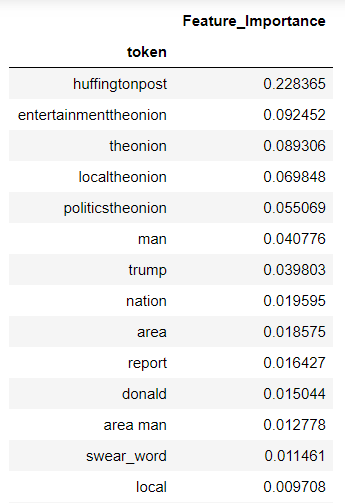 Feature_Importance
token
huffingtonpost 0.228365
entertainmenttheonion 0.092452
theonion 0.089306
localtheonion 0.069848
politicstheonion 0.055069
man 0.040776
trump 0.039803
nation 0.019595
area 0.018575
report 0.016427
donald 0.015044
area man 0.012778
swear_word 0.011461
local 0.009708